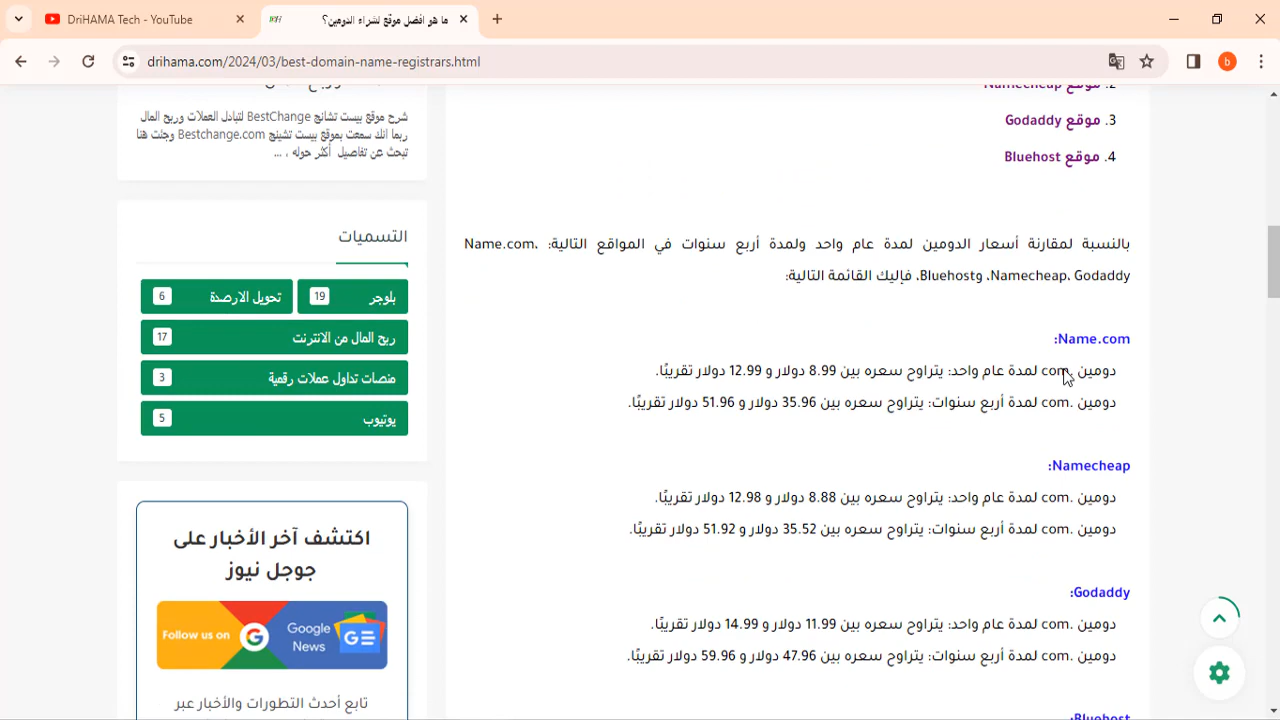 DriHAMA Tech - YouTube
ما هو افضل موقع لشراء الدومين؟
drihama.com/2024/03/best-domain-name-registrars.html
b
2. موقع Namecheap
3. موقع Godaddy
4. موقع Bluehost
بالنسبة لمقارنة أسعار الدومين لمدة عام واحد ولمدة أربع سنوات في المواقع التالية: Name.com،
Namecheap، Godaddy، وBluehost، فإليك القائمة التالية:
Name.com:
دومين .com لمدة عام واحد: يتراوح سعره بين 8.99 دولار و 12.99 دولار تقريبًا.
دومين .com لمدة أربع سنوات: يتراوح سعره بين 35.96 دولار و 51.96 دولار تقريبًا.
Namecheap:
دومين .com لمدة عام واحد: يتراوح سعره بين 8.88 دولار و 12.98 دولار تقريبًا.
دومين .com لمدة أربع سنوات: يتراوح سعره بين 35.52 دولار و 51.92 دولار تقريبًا.
Godaddy:
دومين .com لمدة عام واحد: يتراوح سعره بين 11.99 دولار و 14.99 دولار تقريبًا.
دومين .com لمدة أربع سنوات: يتراوح سعره بين 47.96 دولار و 59.96 دولار تقريبًا.
Bluehost:
شرح موقع بيست تشانج BestChange لتبادل العملات وربح المال
ربما انك سمعت بموقع بيست تشينج Bestchange.com وجئت هنا
تبحث عن تفاصيل أكثر حوله ، ...
التسميات
بلوجر 19
تحويل الارصدة 6
ربح المال من الانترنت 17
منصات تداول عملات رقمية 3
يوتيوب 5
اكتشف آخر الأخبار على
جوجل نيوز
Follow us on G Google News
تابع أحدث التطورات والأخبار عبر